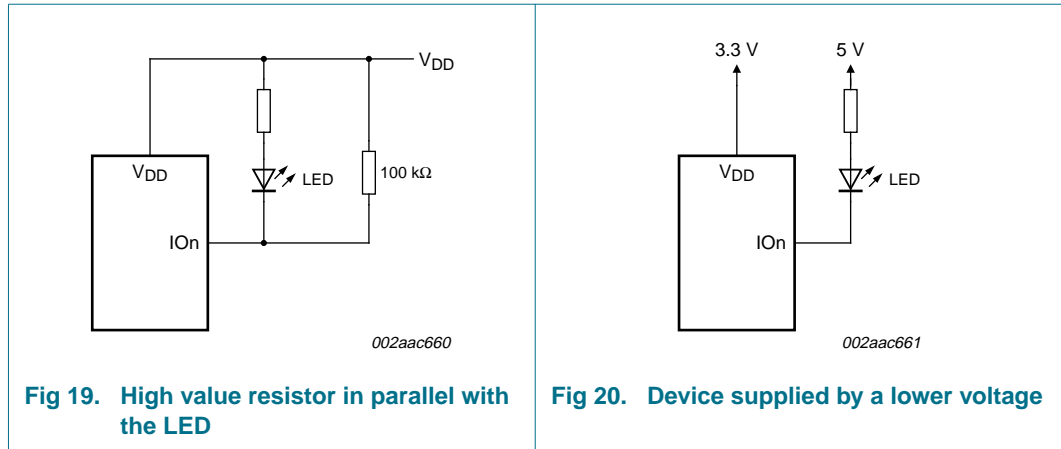 VDD
VDD
LED
100 kΩ
IOn
002aac660
Fig 19. High value resistor in parallel with
the LED
3.3 V 5 V
VDD
LED
IOn
002aac661
Fig 20. Device supplied by a lower voltage